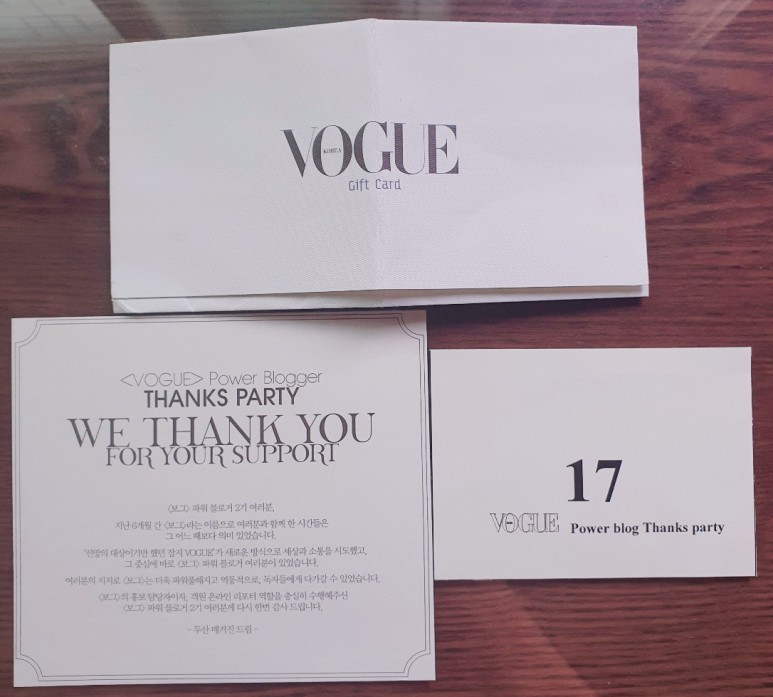 VOGUE
KOREA
Gift Card
<VOGUE> Power Blogger
THANKS PARTY
WE THANK YOU
FOR YOUR SUPPORT
<보그> 파워 블로거 2기 여러분,
지난 6개월 간 <보그>라는 이름으로 여러분과 함께 한 시간들은
그 어느 때보다 의미 있었습니다.
'선망의 대상이기만 했던 잡지 VOGUE'가 새로운 방식으로 세상과 소통을 시도했고,
그 중심에 바로 <보그> 파워 블로거 여러분이 있었습니다.
여러분의 지지로 <보그>는 더욱 파워풀해지고 역동적으로, 독자들에게 다가갈 수 있었습니다.
<보그>의 홍보 담당자이자, 객원 온라인 리포터 역할을 충실히 수행해주신
<보그> 파워 블로거 2기 여러분께 다시 한번 감사 드립니다.
- 두산 매거진 드림 -
17
VOGUE Power blog Thanks party